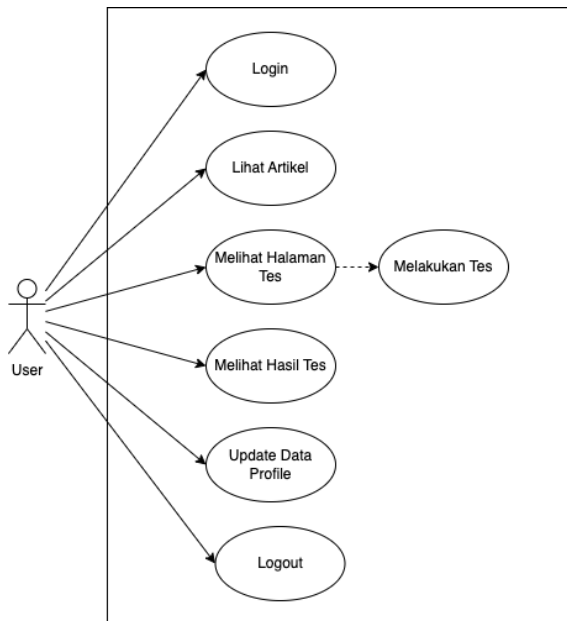 Login
Lihat Artikel
Melihat Halaman
Tes
Melakukan Tes
User
Melihat Hasil Tes
Update Data
Profile
Logout